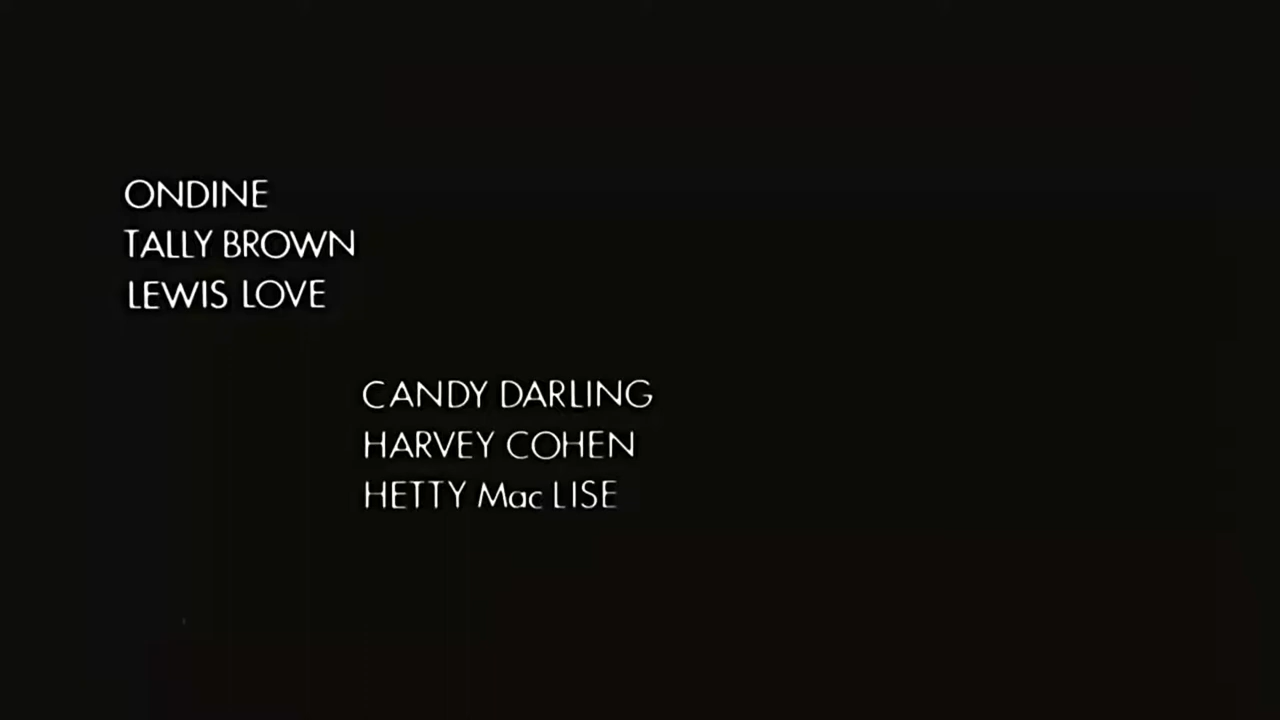 ONDINE
TALLY BROWN
LEWIS LOVE
CANDY DARLING
HARVEY COHEN
HETTY Mac LISE